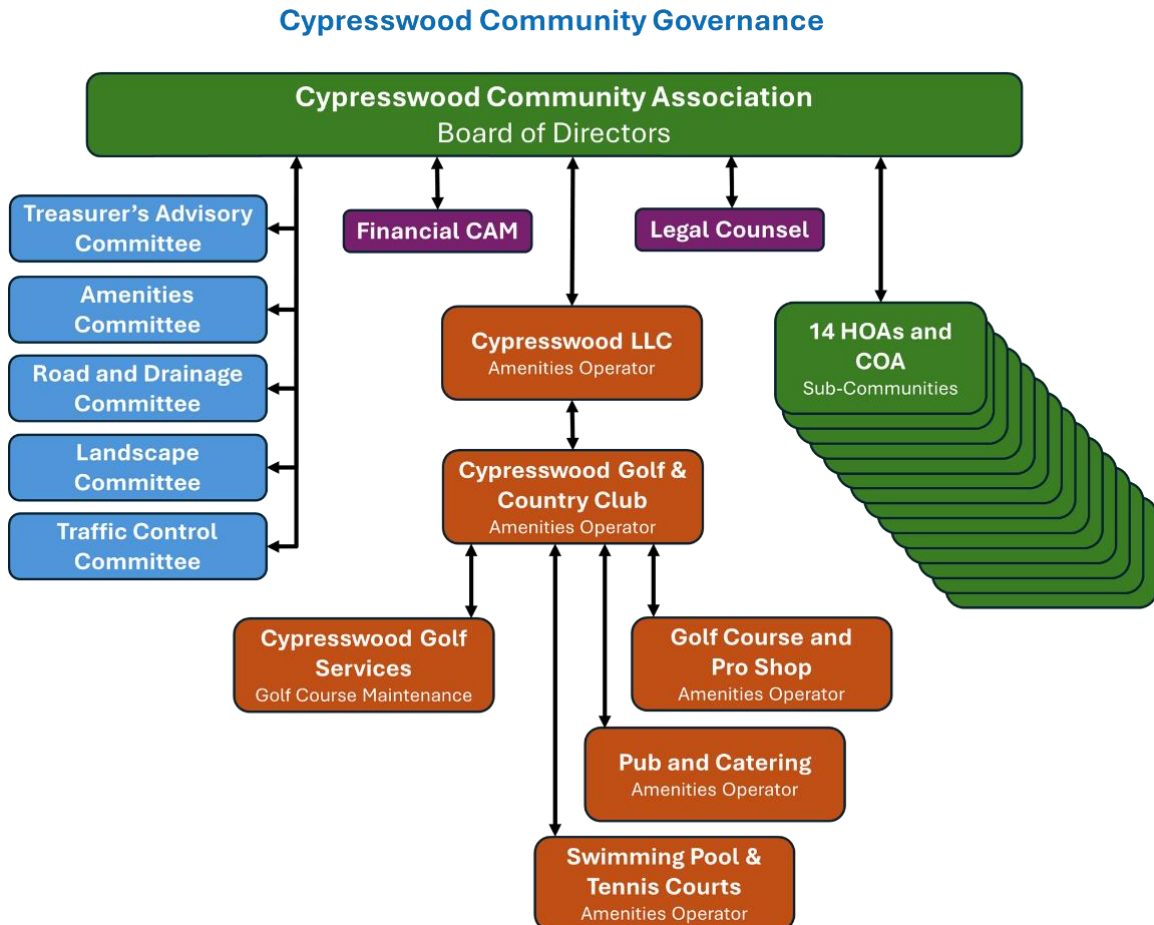 Cypresswood Community Governance
Cypresswood Community Association
Board of Directors
Treasurer’s Advisory
Committee
Financial CAM
Legal Counsel
Amenities
Committee
Road and Drainage
Committee
Landscape
Committee
Traffic Control
Committee
Cypresswood LLC
Amenities Operator
14 HOAs and
COA
Sub-Communities
Cypresswood Golf &
Country Club
Amenities Operator
Cypresswood Golf
Services
Golf Course Maintenance
Golf Course and
Pro Shop
Amenities Operator
Pub and Catering
Amenities Operator
Swimming Pool &
Tennis Courts
Amenities Operator